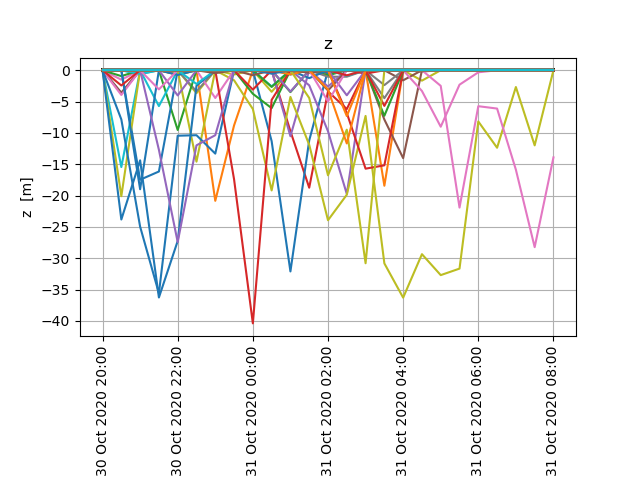 z
0
−5
−10
−15
−20
−25
−30
−35
−40
z [m]
30 Oct 2020 20:00
30 Oct 2020 22:00
31 Oct 2020 00:00
31 Oct 2020 02:00
31 Oct 2020 04:00
31 Oct 2020 06:00
31 Oct 2020 08:00